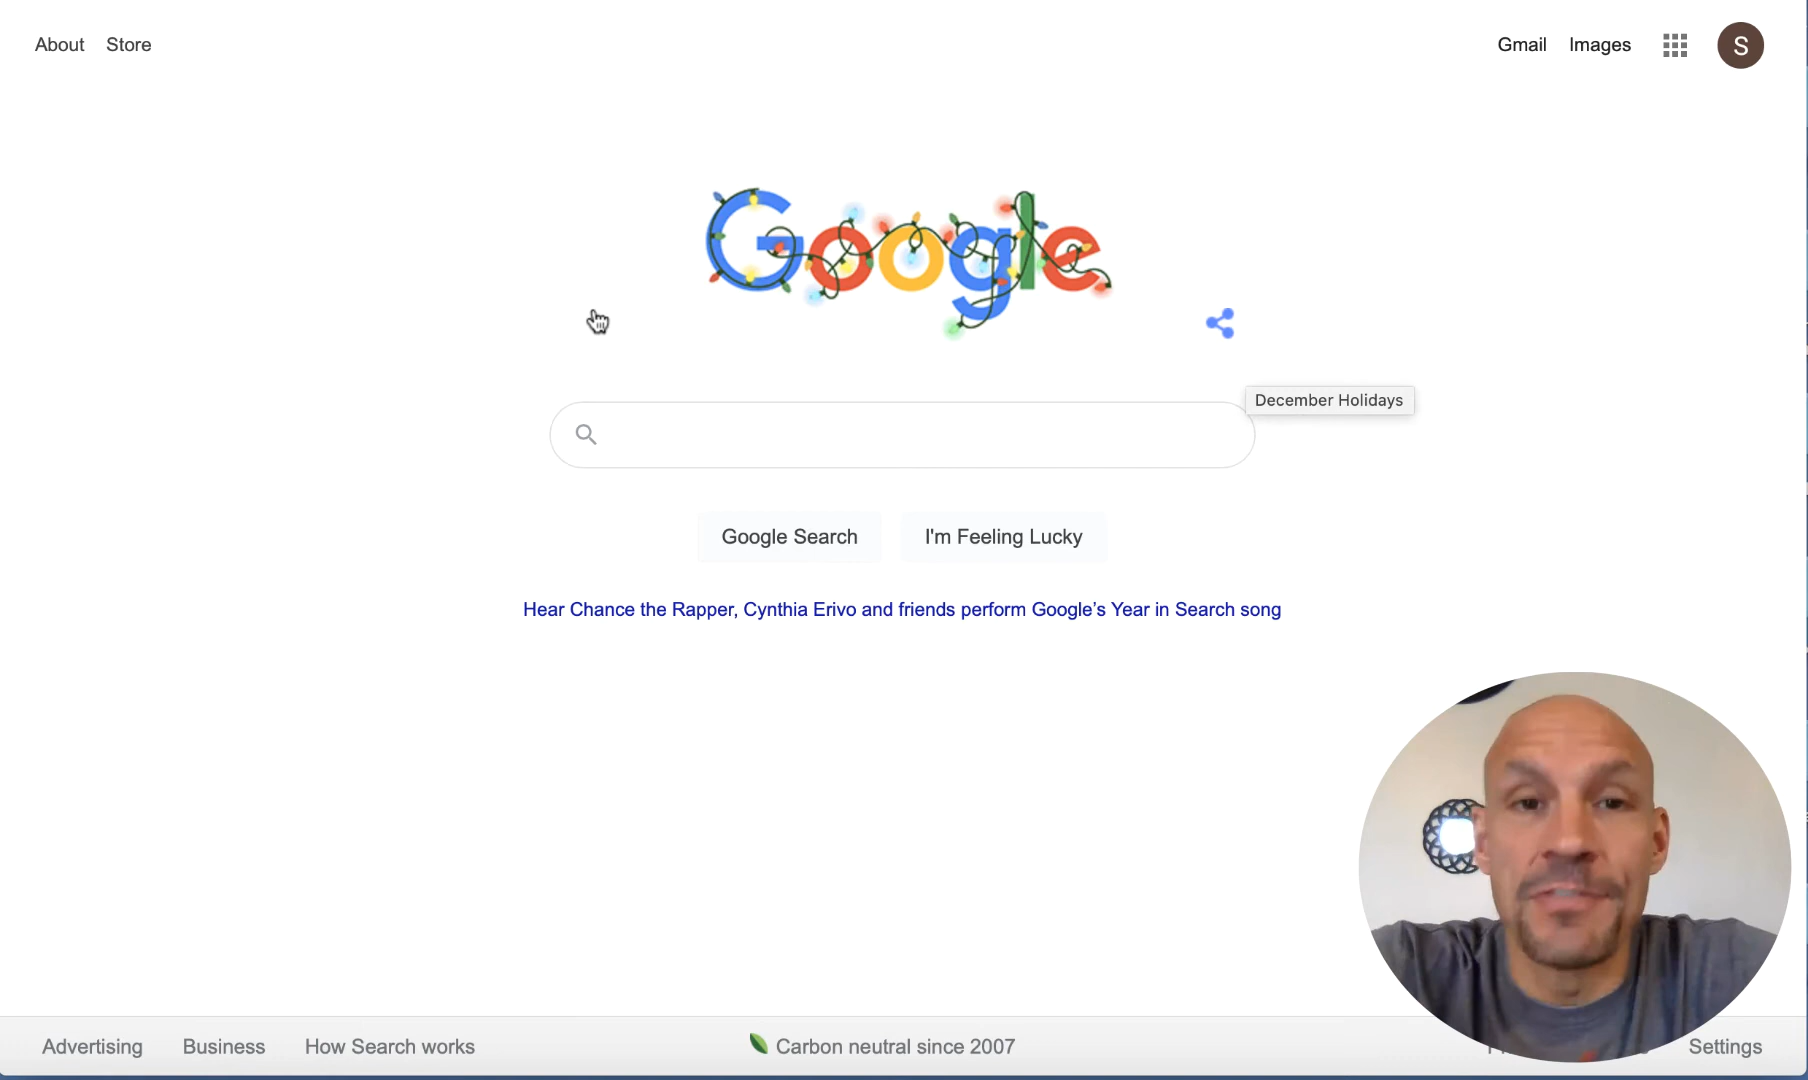 About Store
Gmail Images
S
Google
December Holidays
Google Search
I'm Feeling Lucky
Hear Chance the Rapper, Cynthia Erivo and friends perform Google’s Year in Search song
Advertising Business How Search works
Carbon neutral since 2007
Settings